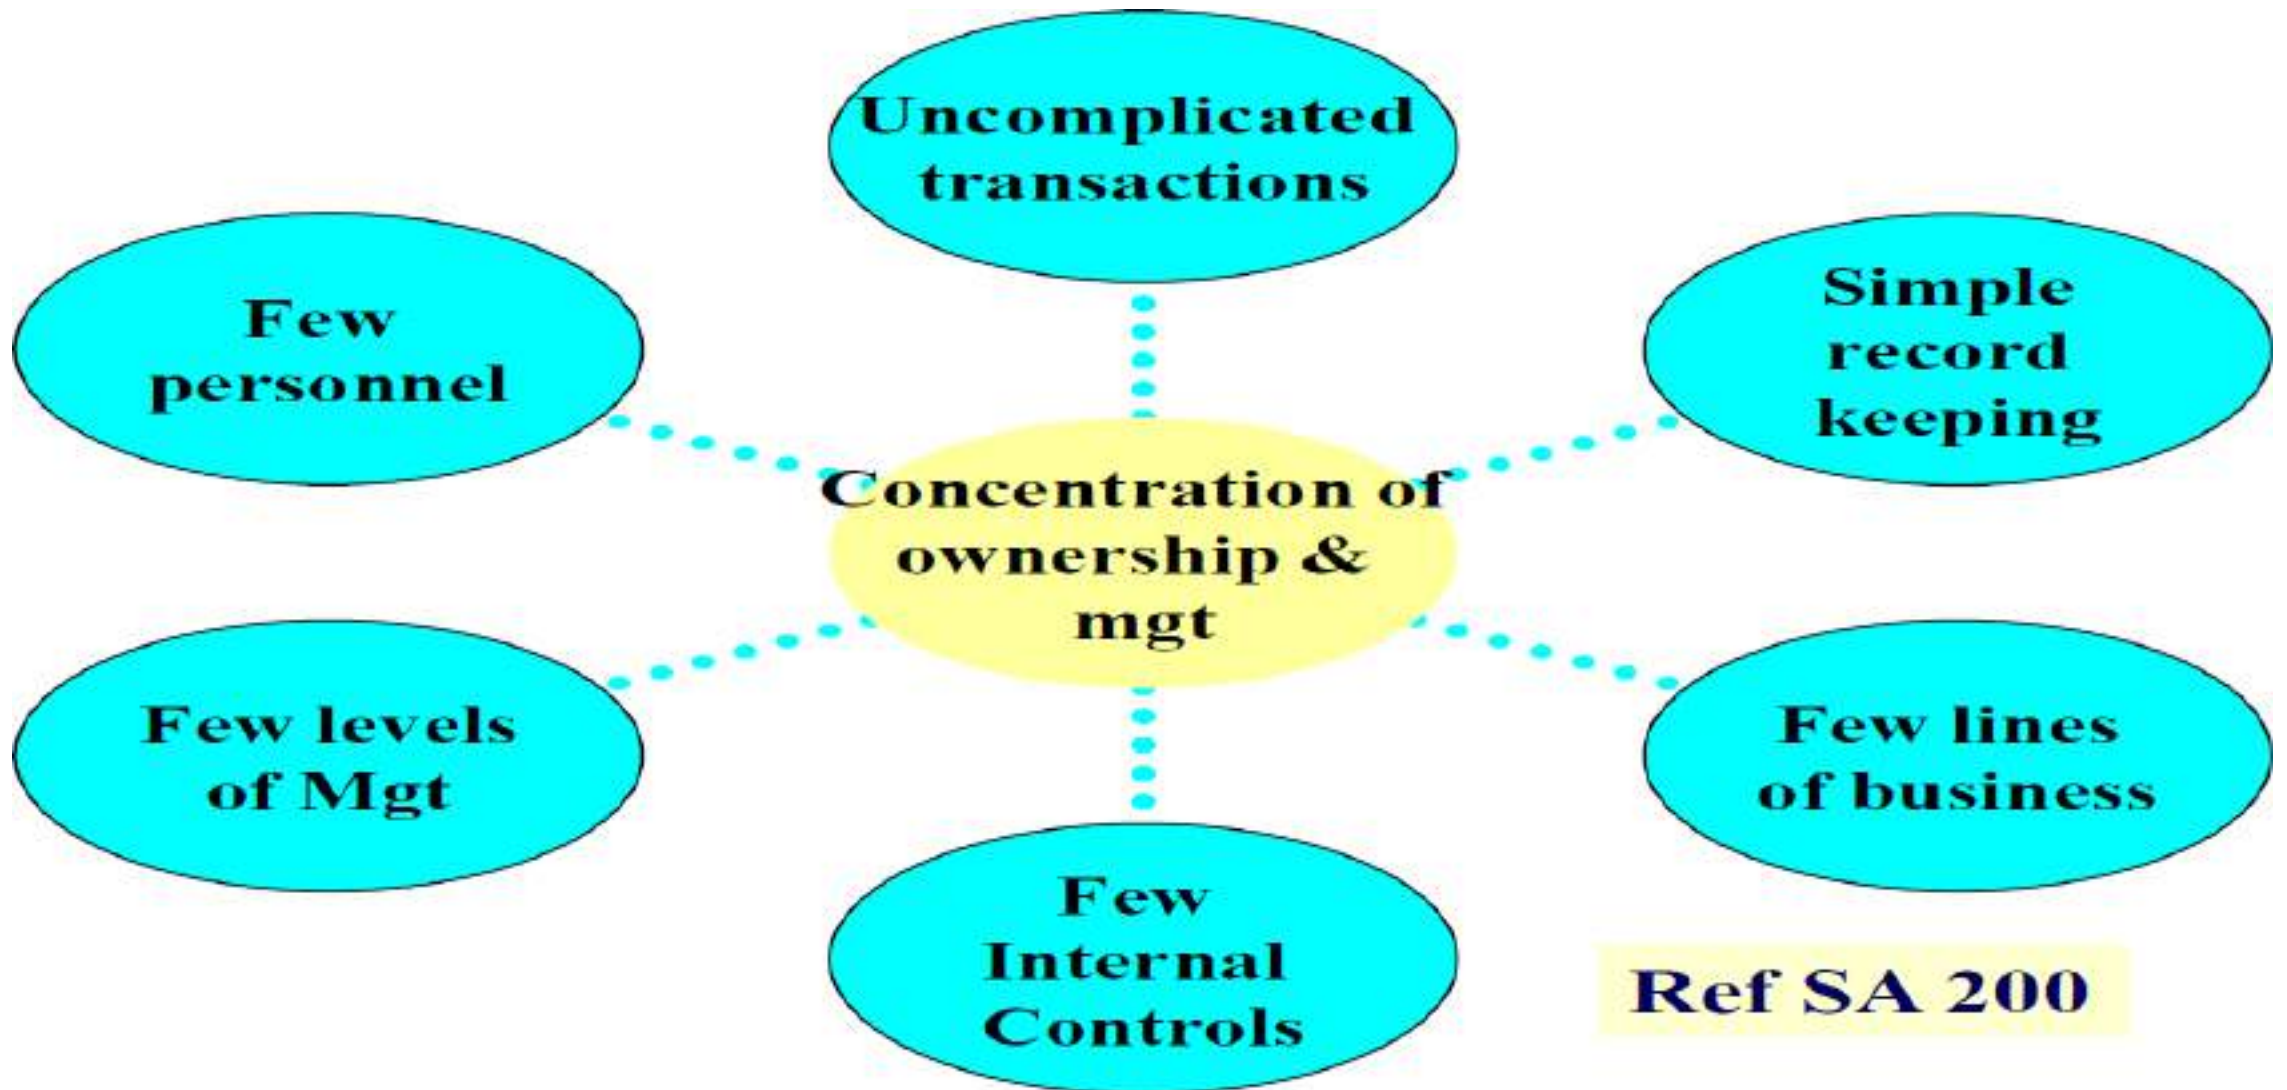 Uncomplicated
transactions
Few
personnel
Simple
record
keeping
Concentration of
ownership &
mgt
Few levels
of Mgt
Few lines
of business
Few
Internal
Controls
Ref SA 200